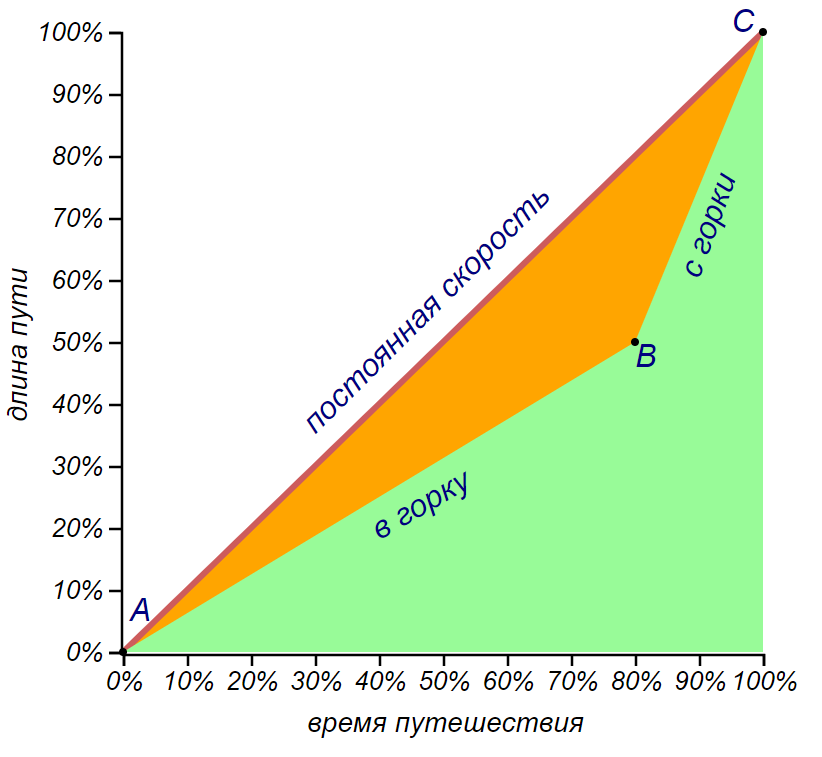 C
100%
90%
80%
70%
60%
50%
40%
30%
20%
10%
0%
длина пути
постоянная скорость
с горки
B
в горку
A
0% 10% 20% 30% 40% 50% 60% 70% 80% 90% 100%
время путешествия